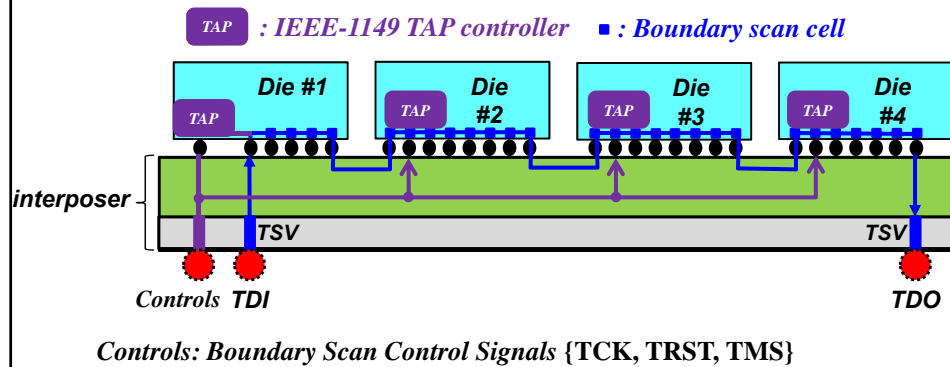 TAP : IEEE-1149 TAP controller : Boundary scan cell
Die #1
Die
#2
Die
#3
Die
#4
TAP
TAP
TAP
TAP
interposer
TSV
TSV
Controls TDI
TDO
Controls: Boundary Scan Control Signals {TCK, TRST, TMS}